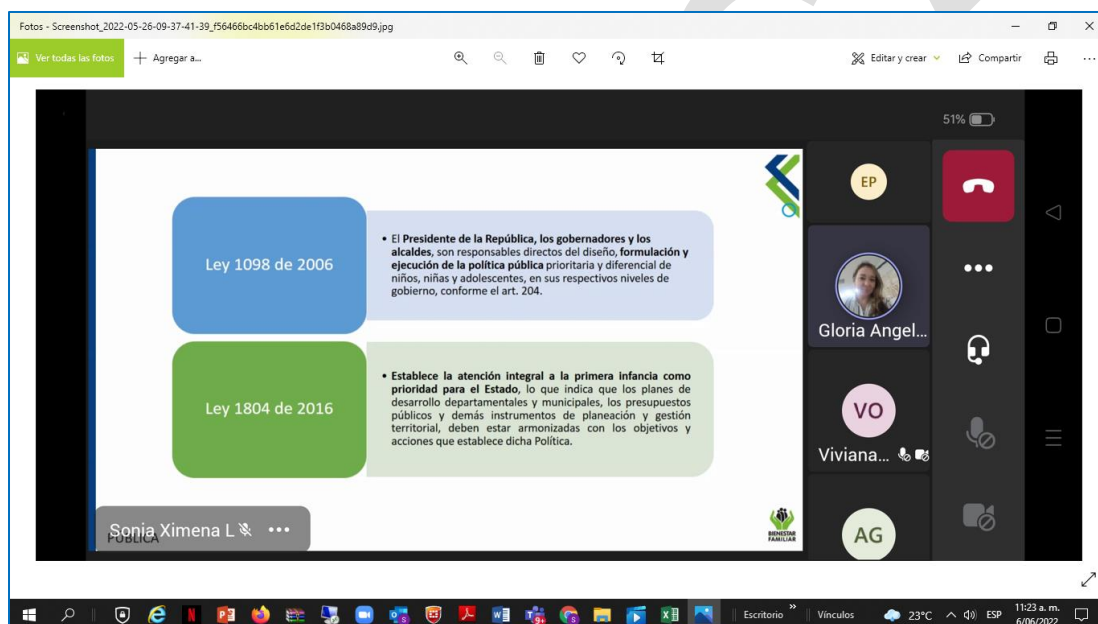 Fotos - Screenshot_2022-05-26-09-37-41-39_f56466bc4bb61e6d2de1f3b0468a89d9.jpg
Ver todas las fotos
Agregar a...
Editar y crear
Compartir
51%
EP
Ley 1098 de 2006
• El Presidente de la República, los gobernadores y los
alcaldes, son responsables directos del diseño, formulación y
ejecución de la política pública prioritaria y diferencial de
niños, niñas y adolescentes, en sus respectivos niveles de
gobierno, conforme el art. 204.
Gloria Angel...
Ley 1804 de 2016
• Establece la atención integral a la primera infancia como
prioridad para el Estado, lo que indica que los planes de
desarrollo departamentales y municipales, los presupuestos
públicos y demás instrumentos de planeación y gestión
territorial, deben estar armonizadas con los objetivos y
acciones que establece dicha Política.
VO
Viviana...
Sonia Ximena L
PÚBLICA
BIENESTAR
FAMILIAR
AG
Escritorio
Vínculos
23°C
ESP
11:23 a. m.
6/06/2022